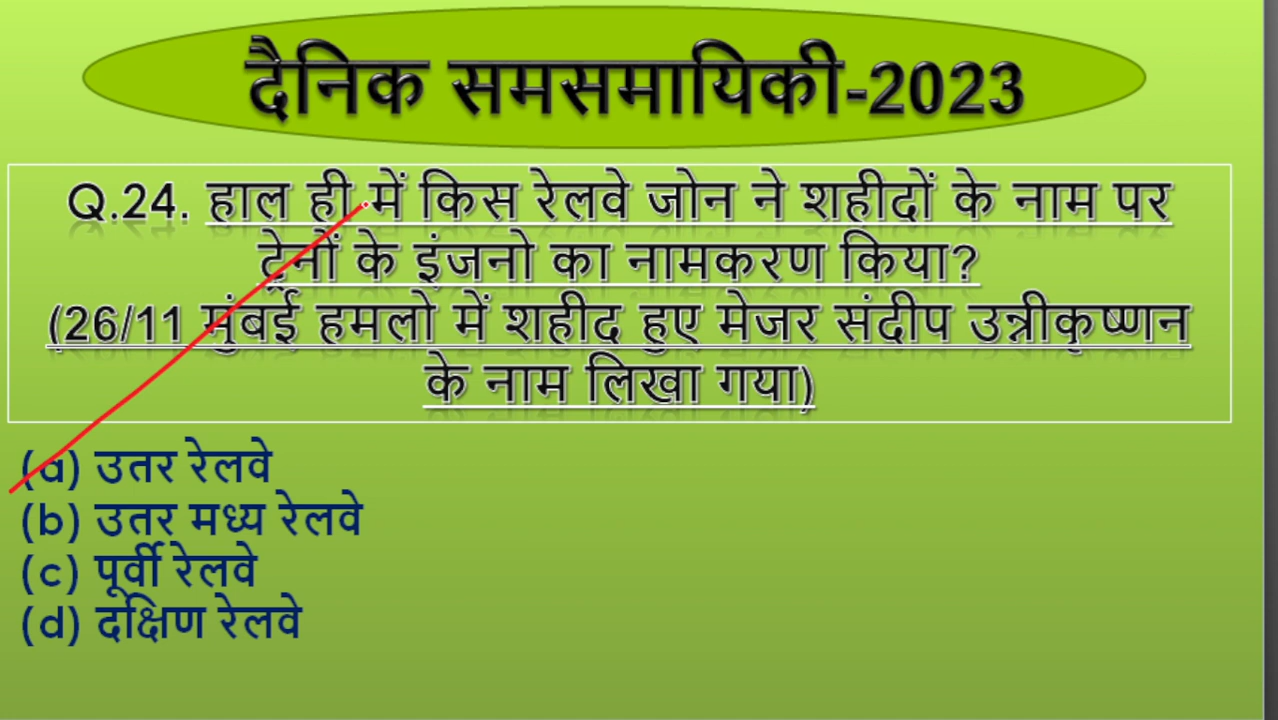 दैनिक समसमायिकी-2023
Q.24. हाल ही में किस रेलवे जोन ने शहीदों के नाम पर
ट्रेनों के इंजनो का नामकरण किया?
(26/11 मुंबई हमलो में शहीद हुए मेजर संदीप उन्नीकृष्णन
के नाम लिखा गया)
(a) उतर रेलवे
(b) उतर मध्य रेलवे
(c) पूर्वी रेलवे
(d) दक्षिण रेलवे